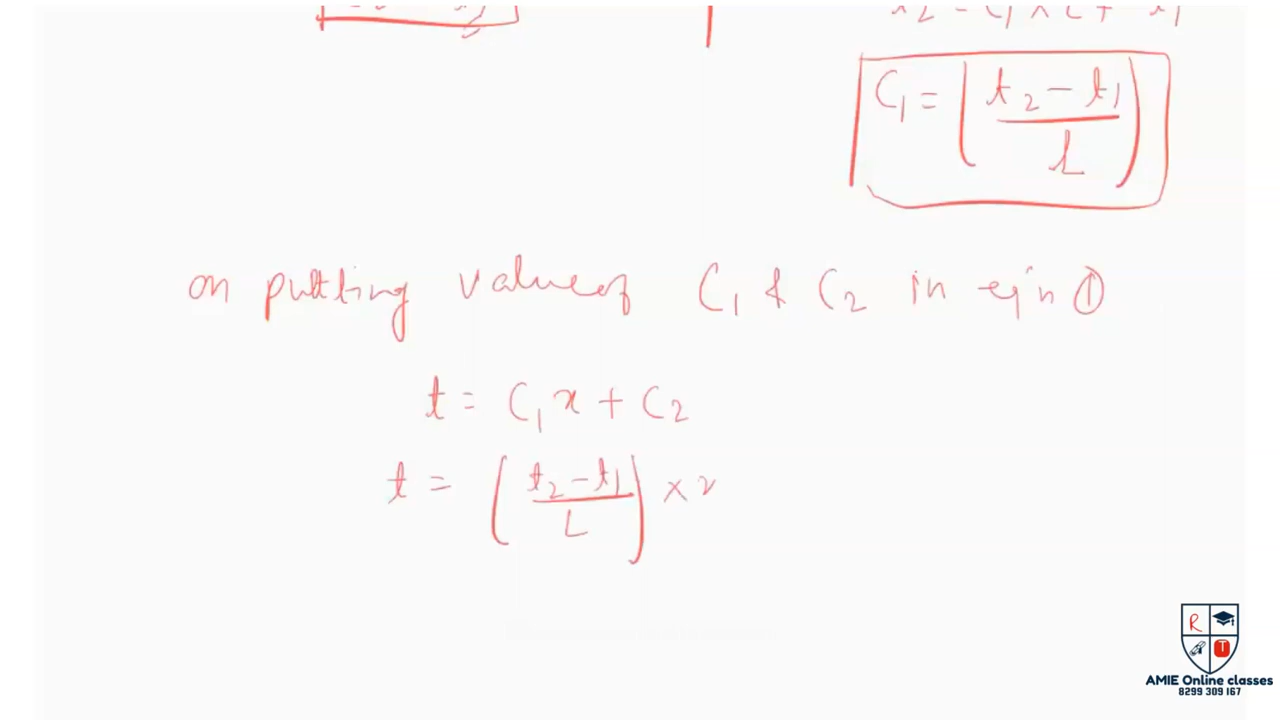 C₁ = ( t₂ - t₁ / L )
on putting value of C₁ & C₂ in eqn ①
t = C₁x + C₂
t = ( t₂ - t₁ / L ) ×
R T
AMIE Online classes
8299 309 167